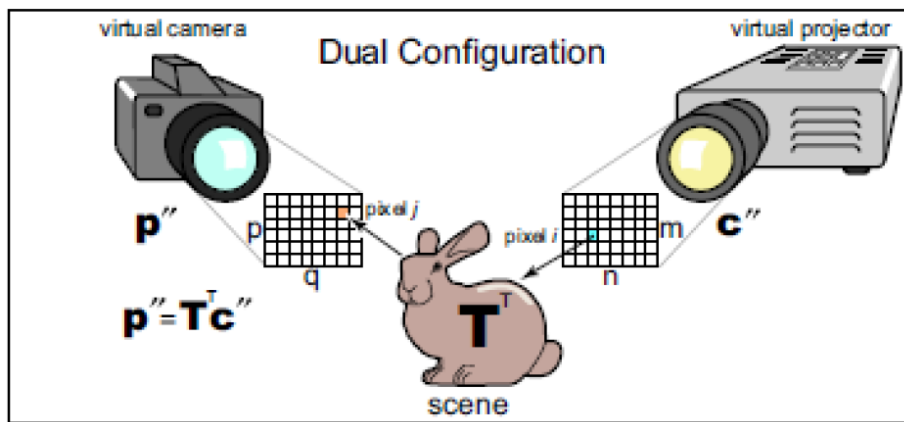 virtual camera
virtual projector
Dual Configuration
pixel j
pixel i
p
m
p″
c″
q
n
p″=Tᵀc″
Tᵀ
scene